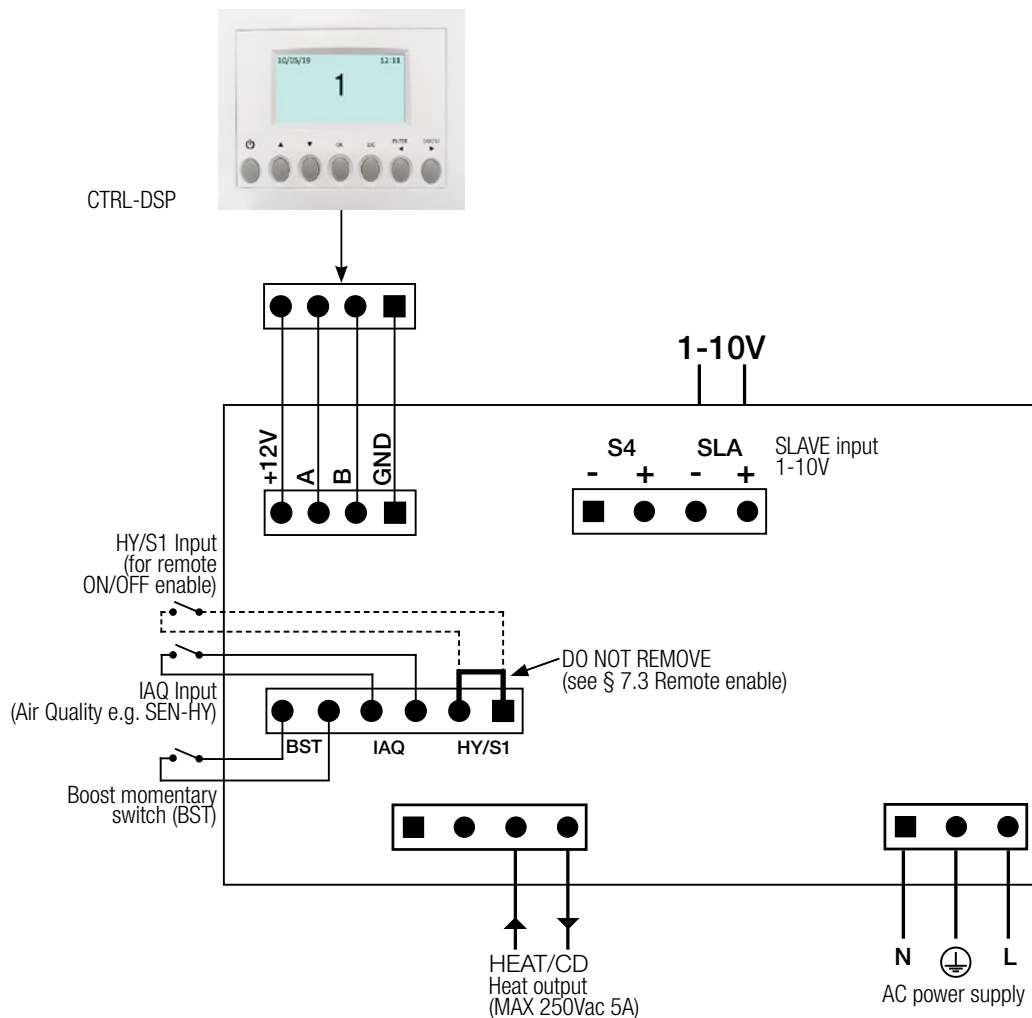 10/05/19 12:11
1
OK ESC FILTER BOOST
CTRL-DSP
1-10V
+12V
A
B
GND
S4 SLA
- + - +
SLAVE input
1-10V
HY/S1 Input
(for remote
ON/OFF enable)
DO NOT REMOVE
(see § 7.3 Remote enable)
IAQ Input
(Air Quality e.g. SEN-HY)
BST IAQ HY/S1
Boost momentary
switch (BST)
HEAT/CD
Heat output
(MAX 250Vac 5A)
N L
AC power supply